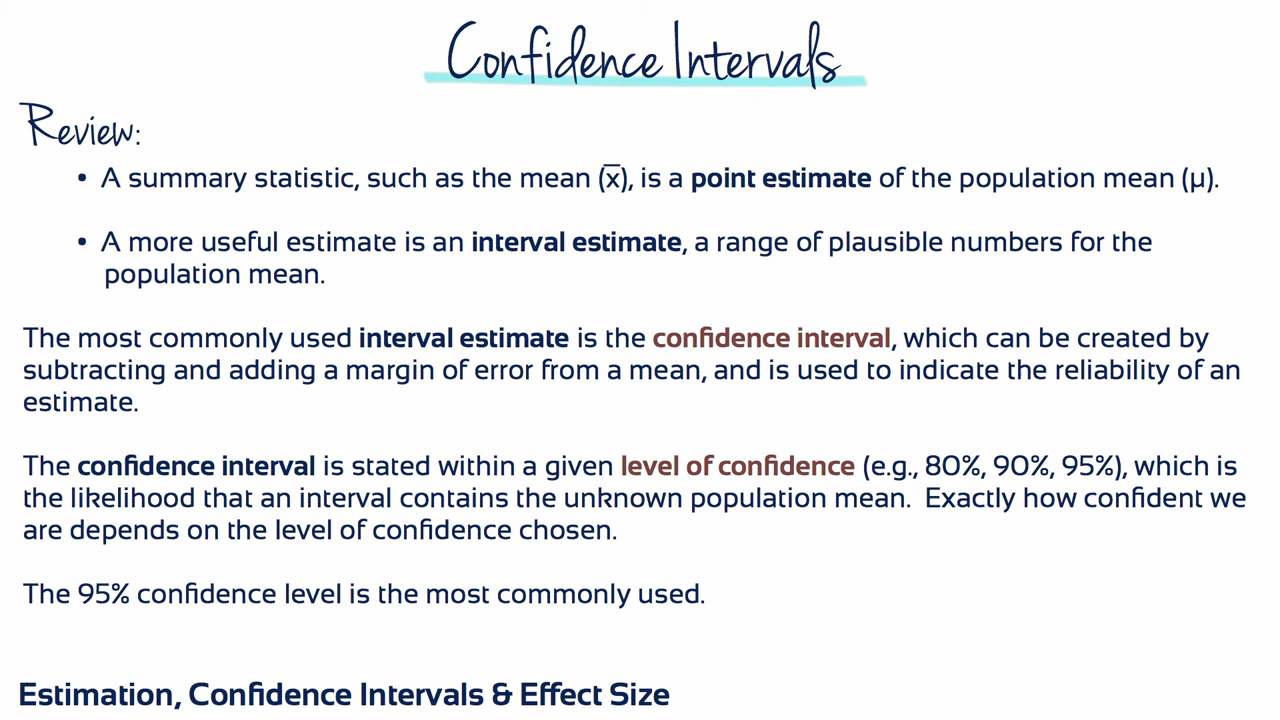 Confidence Intervals
Review:
• A summary statistic, such as the mean (x̅), is a point estimate of the population mean (µ).
• A more useful estimate is an interval estimate, a range of plausible numbers for the
population mean.
The most commonly used interval estimate is the confidence interval, which can be created by
subtracting and adding a margin of error from a mean, and is used to indicate the reliability of an
estimate.
The confidence interval is stated within a given level of confidence (e.g., 80%, 90%, 95%), which is
the likelihood that an interval contains the unknown population mean.  Exactly how confident we
are depends on the level of confidence chosen.
The 95% confidence level is the most commonly used.
Estimation, Confidence Intervals & Effect Size